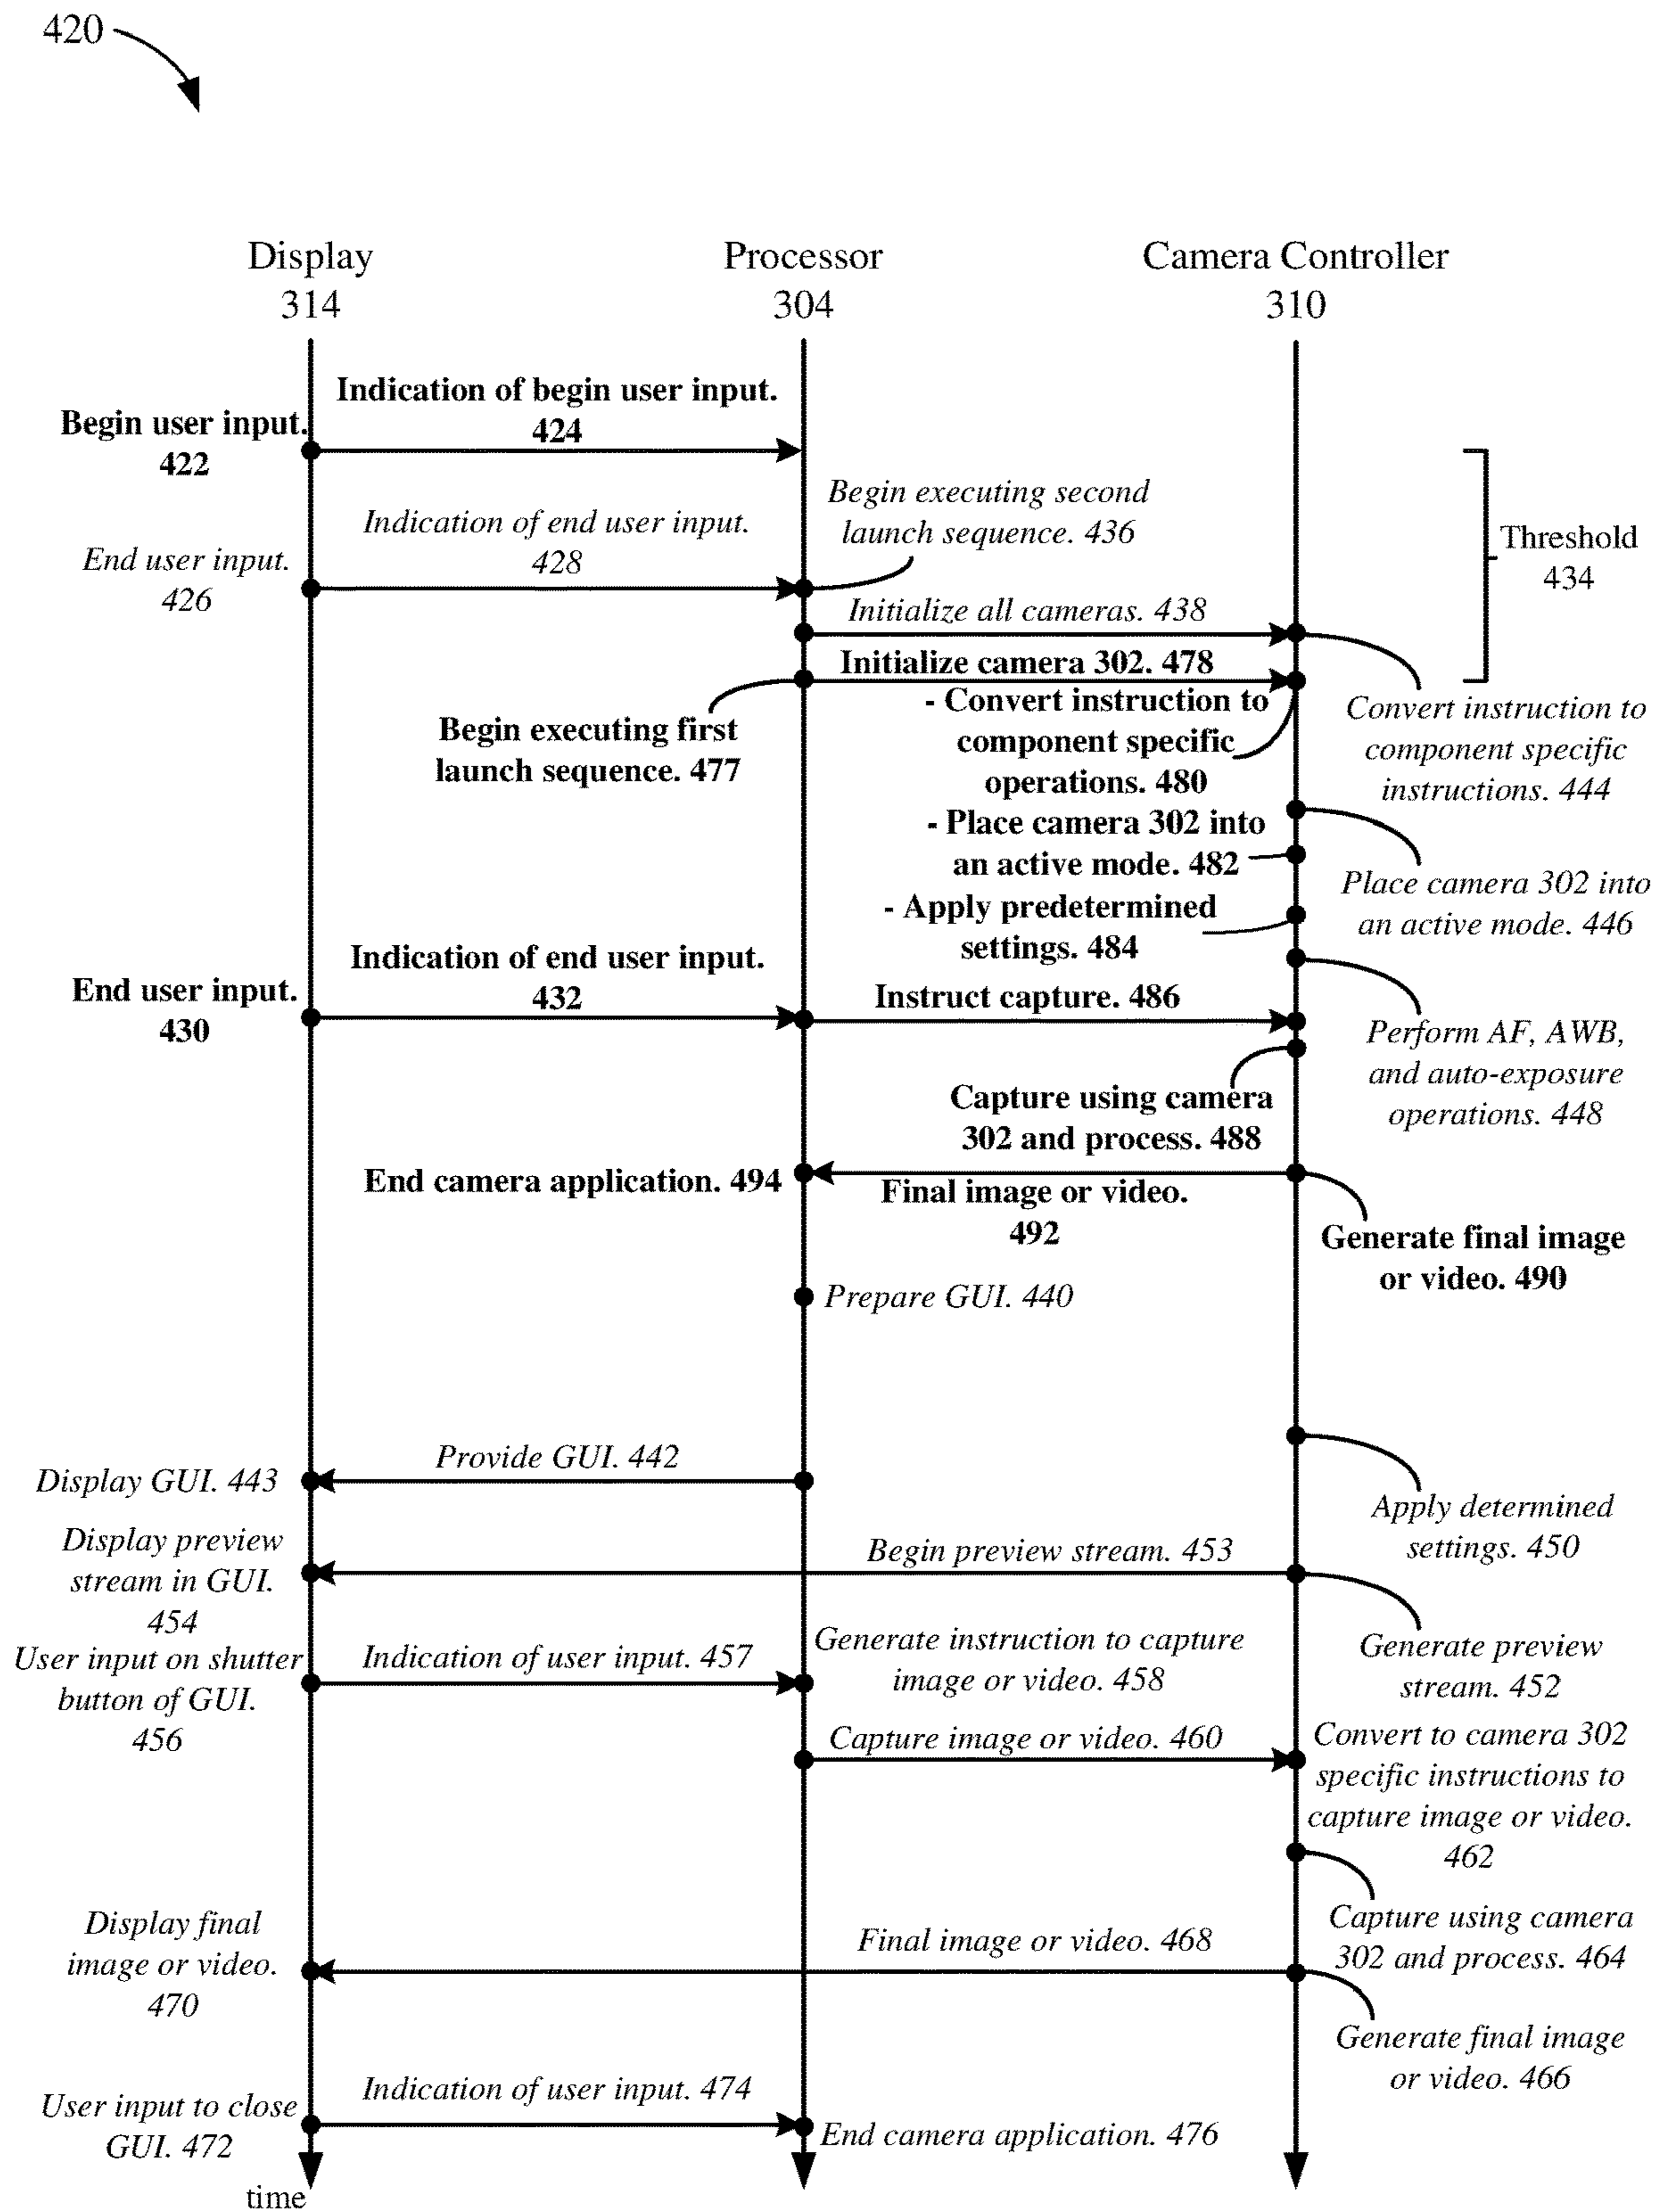 420
Display
314
Processor
304
Camera Controller
310
Indication of begin user input.
424
Begin user input.
422
Begin executing second
launch sequence. 436
Indication of end user input.
428
End user input.
426
Threshold
434
Initialize all cameras. 438
Initialize camera 302. 478
- Convert instruction to
component specific
operations. 480
Begin executing first
launch sequence. 477
Convert instruction to
component specific
instructions. 444
- Place camera 302 into
an active mode. 482
Place camera 302 into
an active mode. 446
- Apply predetermined
settings. 484
Indication of end user input.
432
End user input.
430
Instruct capture. 486
Perform AF, AWB,
and auto-exposure
operations. 448
Capture using camera
302 and process. 488
End camera application. 494
Final image or video.
492
Generate final image
or video. 490
Prepare GUI. 440
Provide GUI. 442
Display GUI. 443
Apply determined
settings. 450
Display preview
stream in GUI.
454
Begin preview stream. 453
Generate preview
stream. 452
User input on shutter
button of GUI.
456
Indication of user input. 457
Generate instruction to capture
image or video. 458
Capture image or video. 460
Convert to camera 302
specific instructions to
capture image or video.
462
Capture using camera
302 and process. 464
Display final
image or video.
470
Final image or video. 468
Generate final image
or video. 466
Indication of user input. 474
User input to close
GUI. 472
End camera application. 476
time